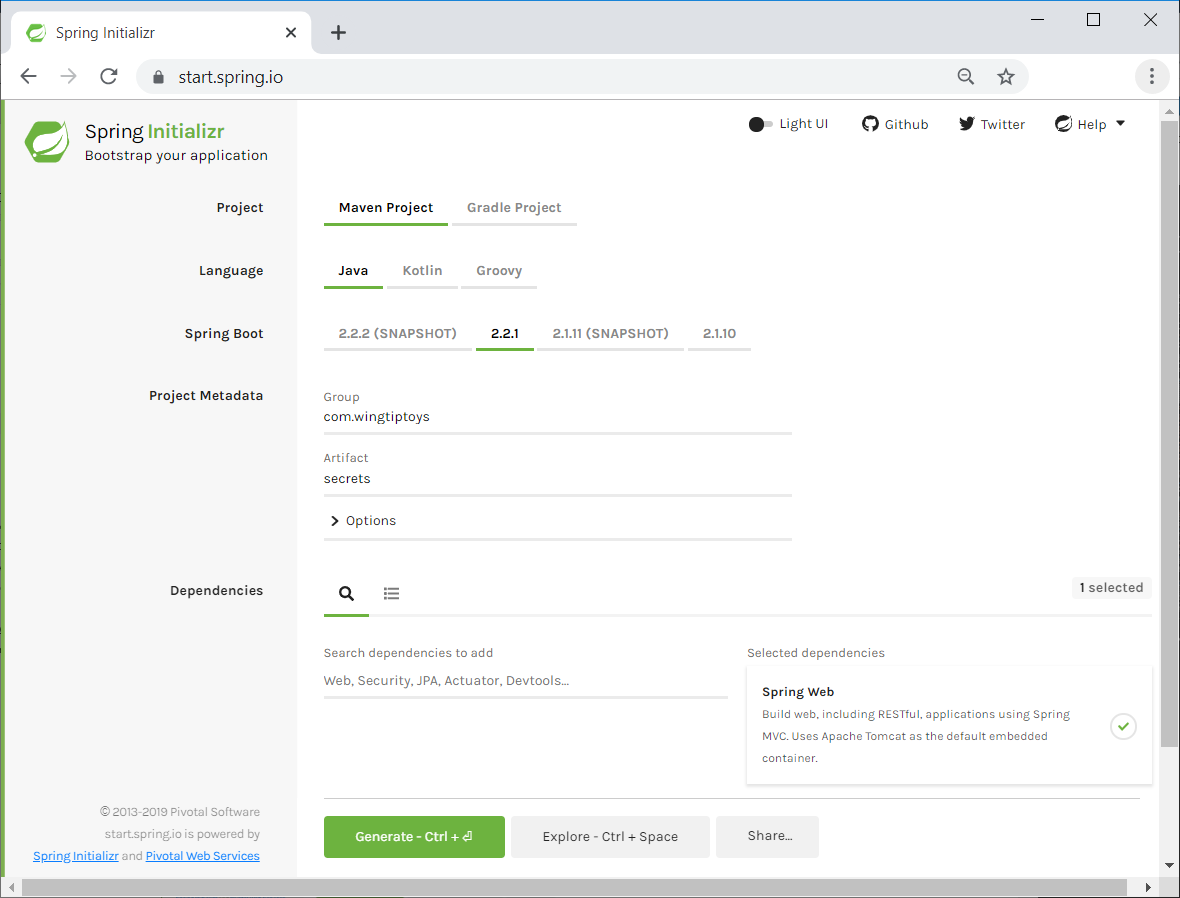 Spring Initializr
start.spring.io
Spring Initializr
Bootstrap your application
Light UI
Github
Twitter
Help
Project
Maven Project
Gradle Project
Language
Java
Kotlin
Groovy
Spring Boot
2.2.2 (SNAPSHOT)
2.2.1
2.1.11 (SNAPSHOT)
2.1.10
Project Metadata
Group
com.wingtiptoys
Artifact
secrets
Options
Dependencies
1 selected
Search dependencies to add
Web, Security, JPA, Actuator, Devtools...
Selected dependencies
Spring Web
Build web, including RESTful, applications using Spring
MVC. Uses Apache Tomcat as the default embedded
container.
© 2013-2019 Pivotal Software
start.spring.io is powered by
Spring Initializr and Pivotal Web Services
Generate - Ctrl + ⏎
Explore - Ctrl + Space
Share...